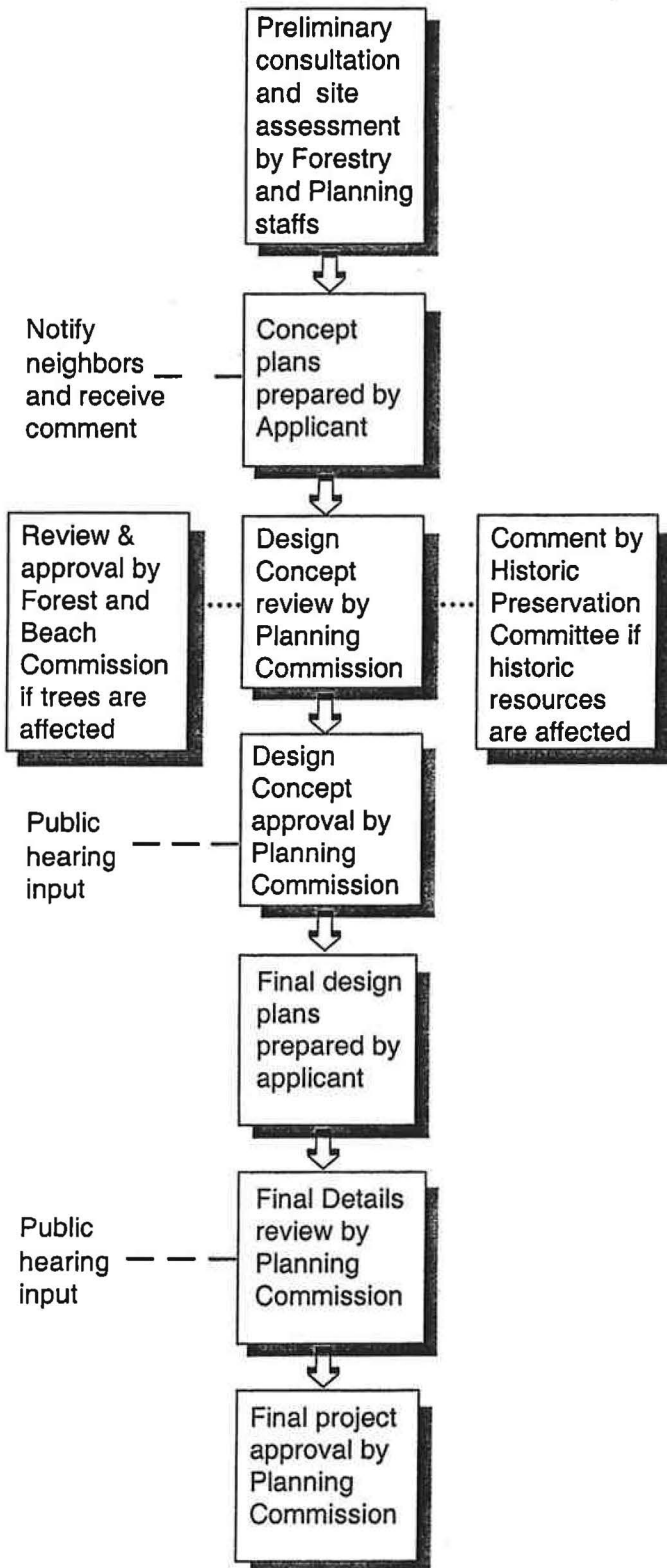 Preliminary
consultation
and site
assessment
by Forestry
and Planning
staffs
Notify
neighbors
and receive
comment
Concept
plans
prepared by
Applicant
Review &
approval by
Forest and
Beach
Commission
if trees are
affected
Design
Concept
review by
Planning
Commission
Comment by
Historic
Preservation
Committee if
historic
resources
are affected
Public
hearing
input
Design
Concept
approval by
Planning
Commission
Final design
plans
prepared by
applicant
Public
hearing
input
Final Details
review by
Planning
Commission
Final project
approval by
Planning
Commission